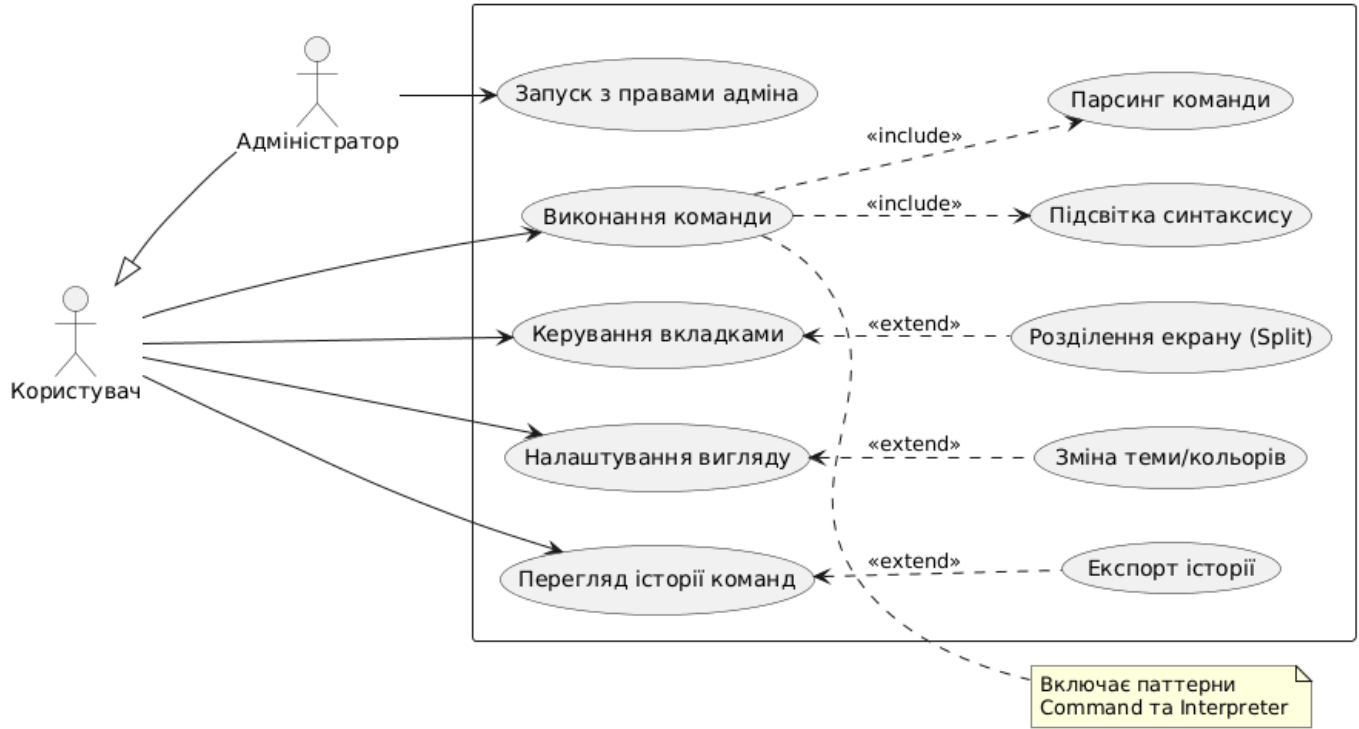 Адміністратор
Користувач
Запуск з правами адміна
Виконання команди
Керування вкладками
Налаштування вигляду
Перегляд історії команд
«include»
«include»
«extend»
«extend»
«extend»
Парсинг команди
Підсвітка синтаксису
Розділення екрану (Split)
Зміна теми/кольорів
Експорт історії
Включає паттерни
Command та Interpreter